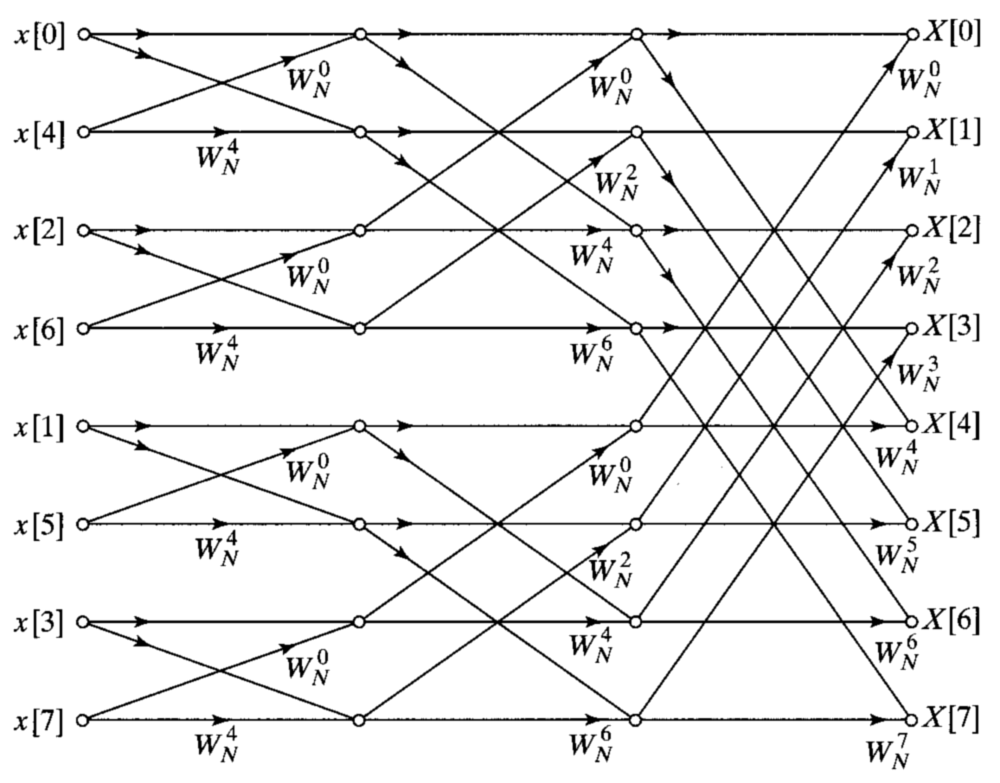 x[0] X[0]
W_N^0 W_N^0 W_N^0
x[4] X[1]
W_N^4 W_N^2 W_N^1
x[2] X[2]
W_N^0 W_N^4 W_N^2
x[6] X[3]
W_N^4 W_N^6 W_N^3
x[1] X[4]
W_N^0 W_N^0 W_N^4
x[5] X[5]
W_N^4 W_N^2 W_N^5
x[3] X[6]
W_N^0 W_N^4 W_N^6
x[7] X[7]
W_N^4 W_N^6 W_N^7